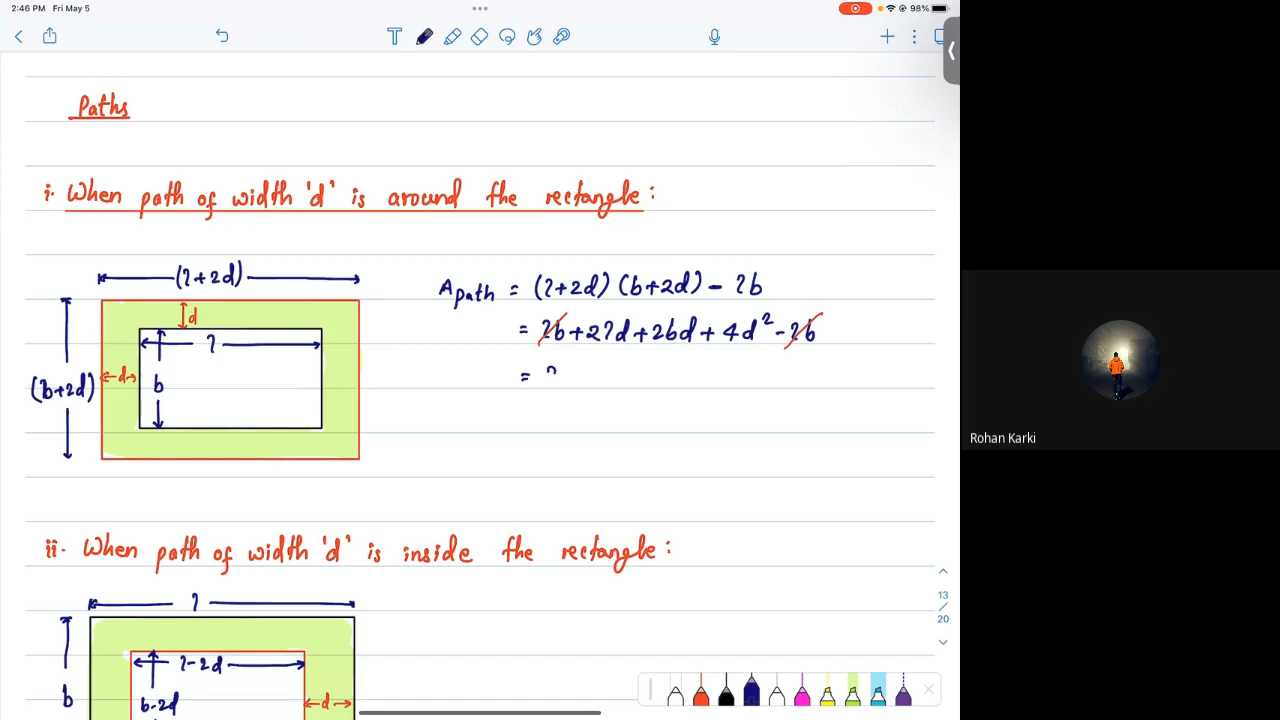 2:46 PM Fri May 5
98%
Paths
i. When path of width 'd' is around the rectangle:
(l+2d)
A path = (l+2d) (b+2d) - lb
d
= lb+2ld+2bd+4d² - lb
l
(b+2d)
d
b
=
ii. When path of width 'd' is inside the rectangle:
l
l-2d
b
b-2d
d
13
/
20
Rohan Karki